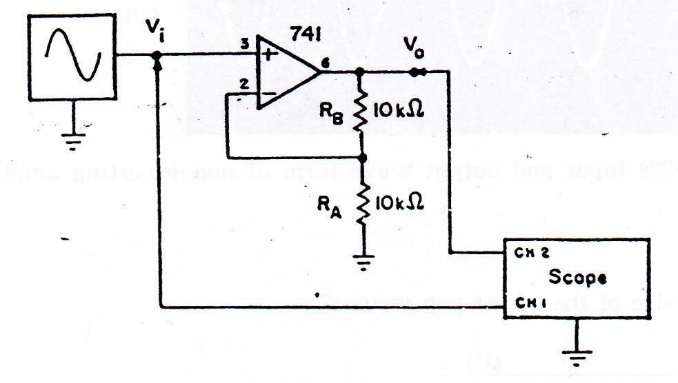 Vi
741
3
+
2
−
6
Vo
RB
10kΩ
RA
10kΩ
CH 2
Scope
CH 1